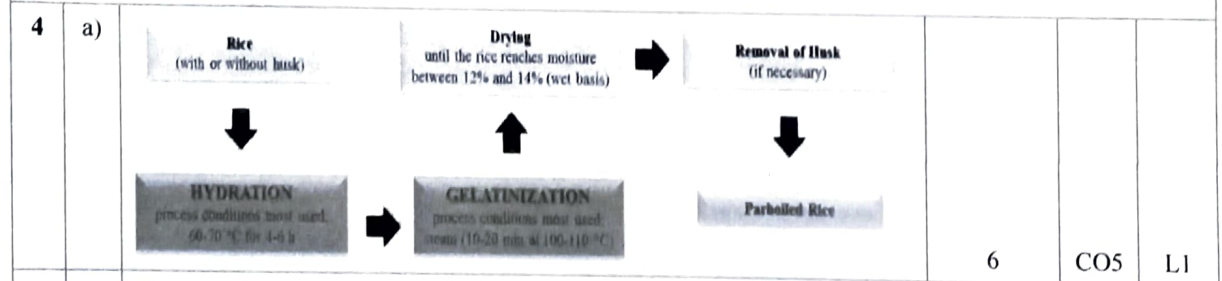 4 a)
Rice
(with or without husk)
HYDRATION
process conditions most used:
60-70 °C for 4-6 h
GELATINIZATION
process conditions most used:
steam (10-20 min at 100-110 °C)
Drying
until the rice reaches moisture
between 12% and 14% (wet basis)
Removal of Husk
(if necessary)
Parboiled Rice
6 CO5 L1